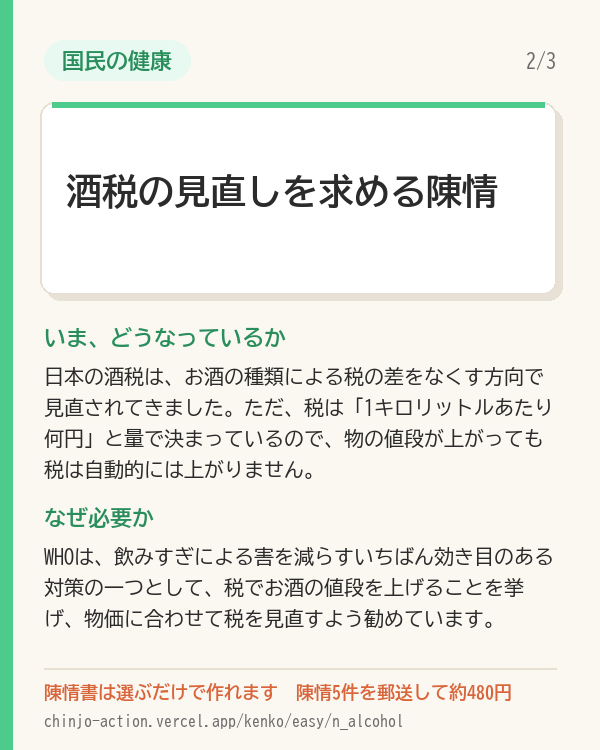 国民の健康
2/3
酒税の見直しを求める陳情
いま、どうなっているか
日本の酒税は、お酒の種類による税の差をなくす方向で
見直されてきました。ただ、税は「1キロリットルあたり
何円」と量で決まっているので、物の値段が上がっても
税は自動的には上がりません。
なぜ必要か
WHOは、飲みすぎによる害を減らすいちばん効き目のある
対策の一つとして、税でお酒の値段を上げることを挙
げ、物価に合わせて税を見直すよう勧めています。
陳情書は選ぶだけで作れます　陳情5件を郵送して約480円
chinjo-action.vercel.app/kenko/easy/n_alcohol